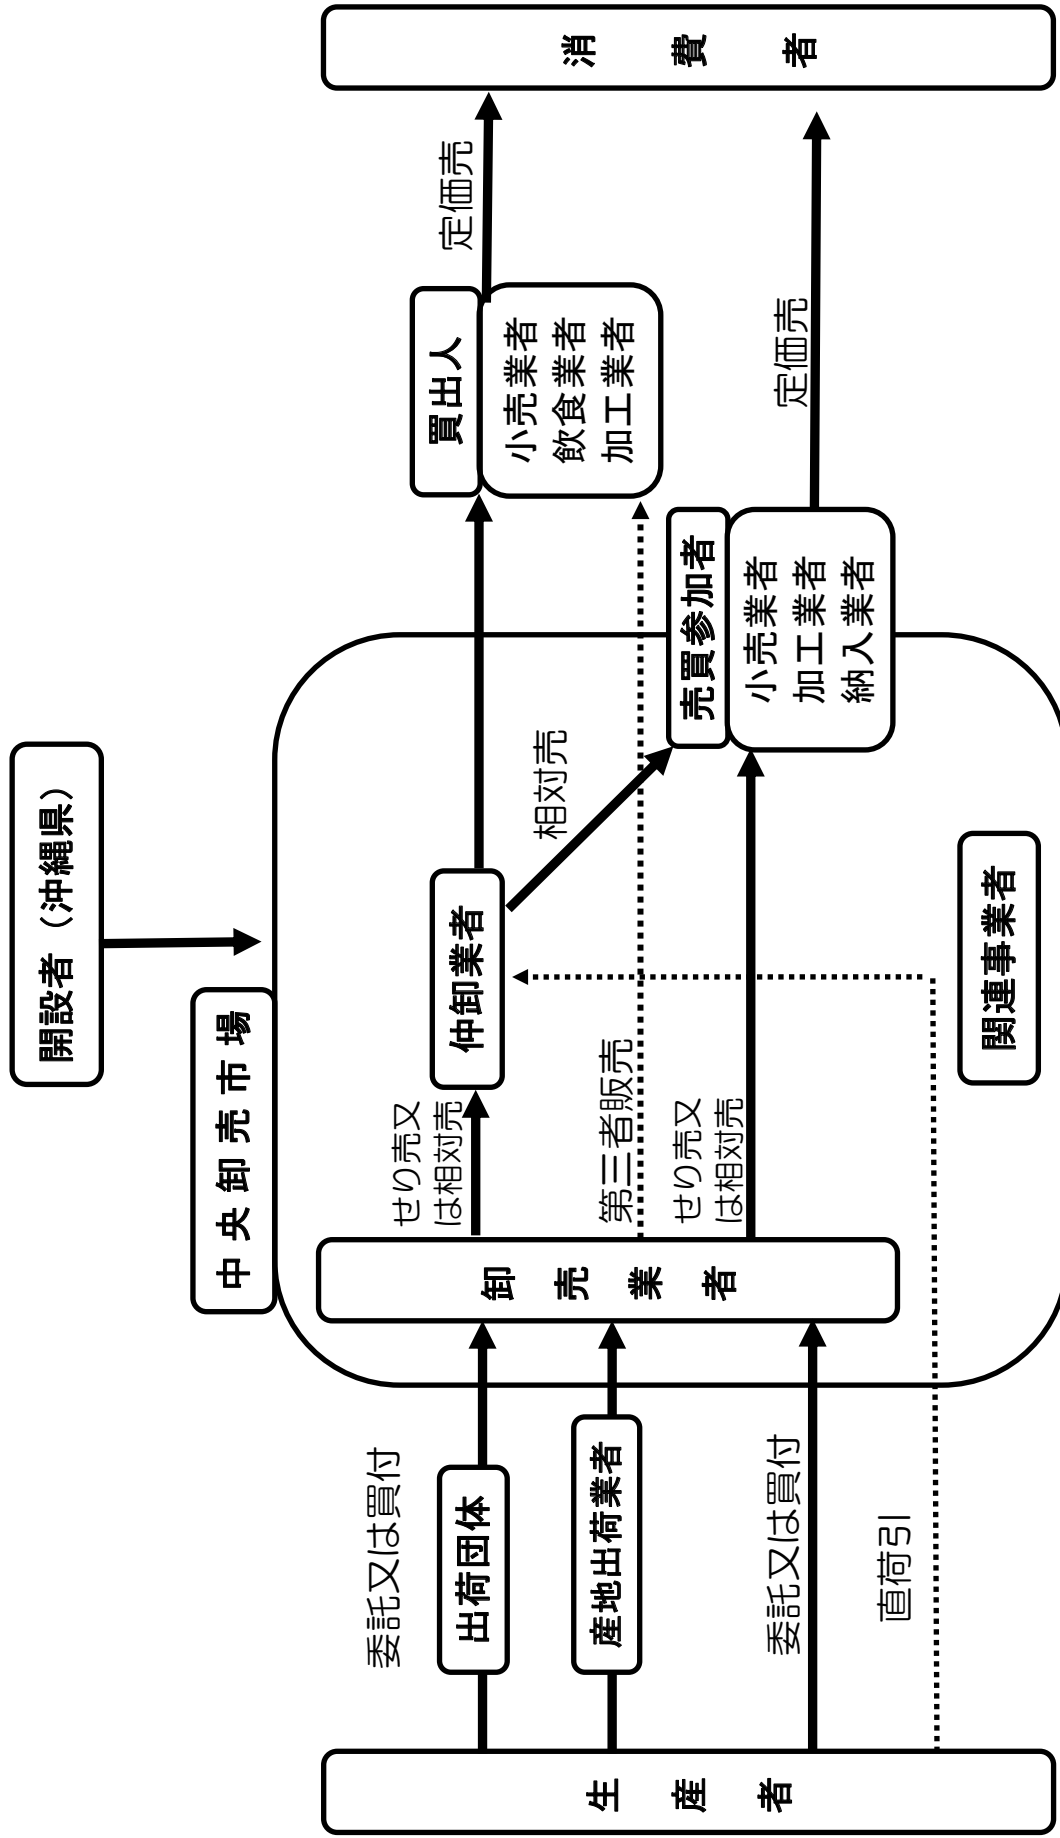 開設者（沖縄県）
中央卸売市場
生産者
委託又は買付
出荷団体
産地出荷業者
委託又は買付
直荷引
卸売業者
せり売又
は相対売
第三者販売
せり売又
は相対売
仲卸業者
相対売
関連事業者
買出人
小売業者
飲食業者
加工業者
売買参加者
小売業者
加工業者
納入業者
定価売
定価売
消費者